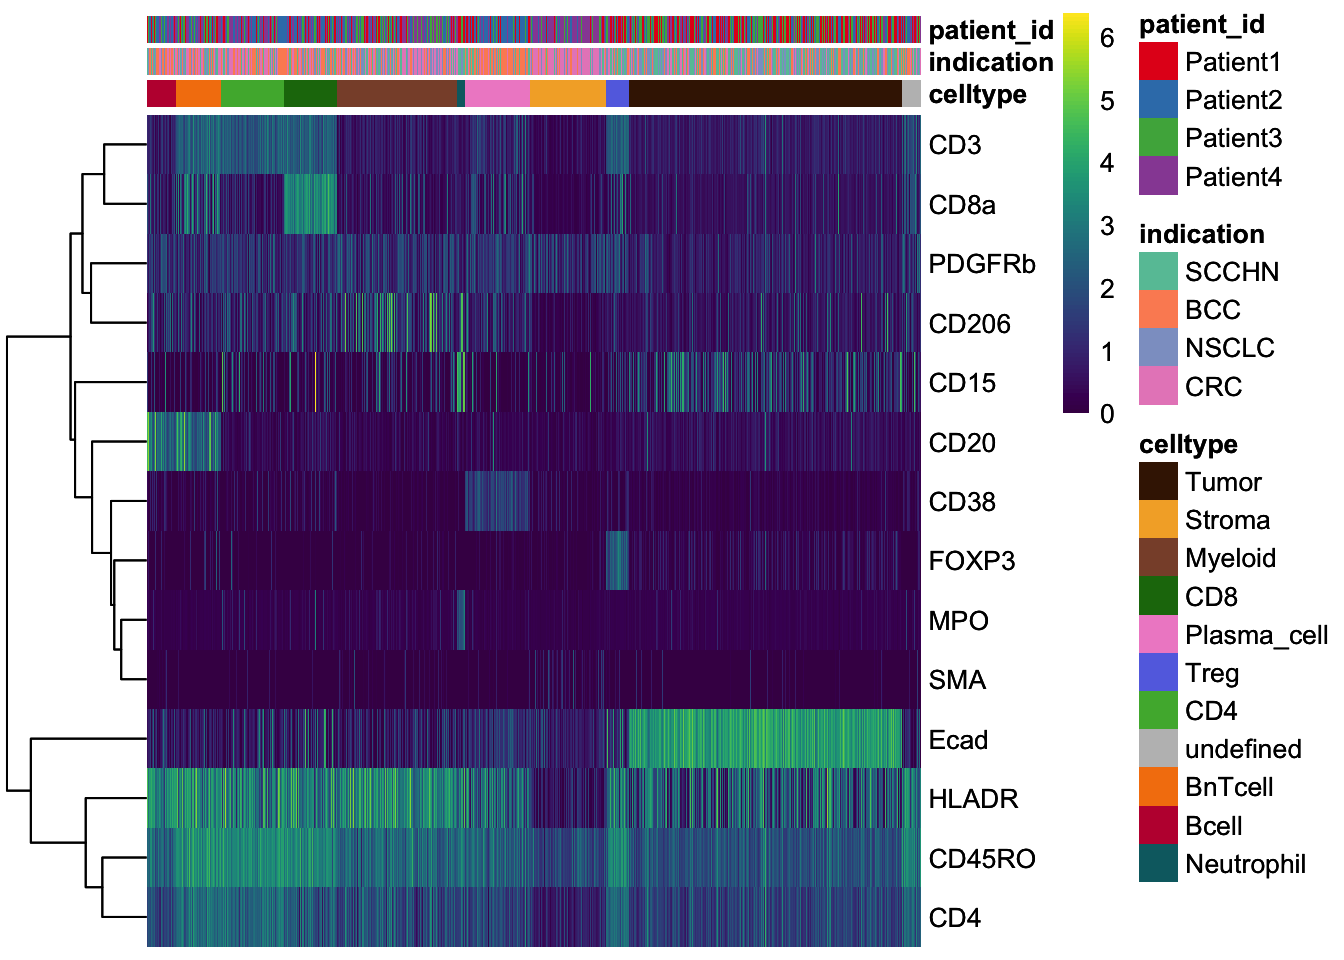 patient_id
indication
celltype
CD3
CD8a
PDGFRb
CD206
CD15
CD20
CD38
FOXP3
MPO
SMA
Ecad
HLADR
CD45RO
CD4
6
5
4
3
2
1
0
patient_id
Patient1
Patient2
Patient3
Patient4
indication
SCCHN
BCC
NSCLC
CRC
celltype
Tumor
Stroma
Myeloid
CD8
Plasma_cell
Treg
CD4
undefined
BnTcell
Bcell
Neutrophil